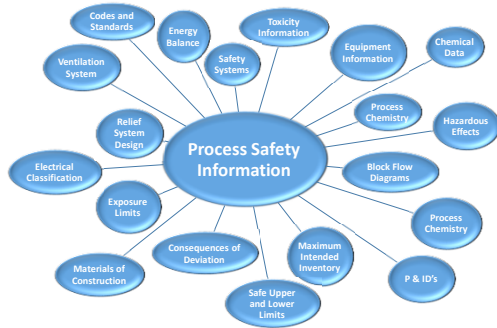 Codes and
Standards
Energy
Balance
Toxicity
Information
Equipment
Information
Chemical
Data
Ventilation
System
Safety
Systems
Process
Chemistry
Hazardous
Effects
Relief
System
Design
Process Safety
Information
Electrical
Classification
Block Flow
Diagrams
Exposure
Limits
Process
Chemistry
Consequences of
Deviation
Maximum
Intended
Inventory
Materials of
Construction
P & ID's
Safe Upper
and Lower
Limits